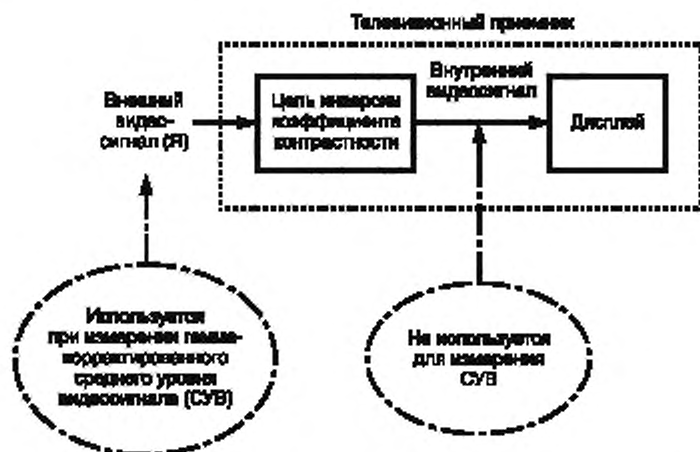 Телевизионный приемник
Внешний
видео-
сигнал (Я)
Цепь инверсии
коэффициента
контрастности
Внутренний
видеосигнал
Дисплей
Используется
при измерении гамма-
корректированного
среднего уровня
видеосигнала (СУВ)
Не используется
для измерения
СУВ